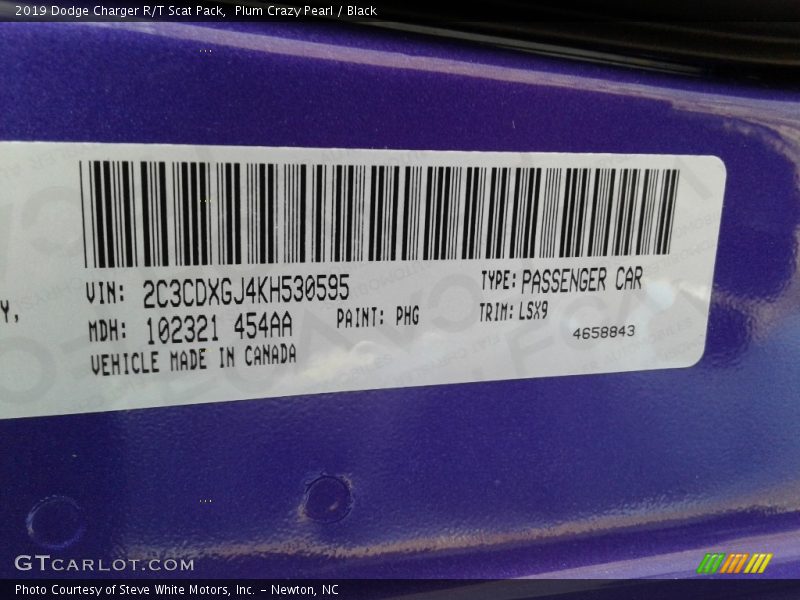 2019 Dodge Charger R/T Scat Pack, Plum Crazy Pearl / Black
VIN: 2C3CDXGJ4KH530595 TYPE: PASSENGER CAR
Y,
MDH: 102321 454AA PAINT: PHG TRIM: LSX9
4658843
VEHICLE MADE IN CANADA
GTCARLOT.COM
Photo Courtesy of Steve White Motors, Inc. – Newton, NC